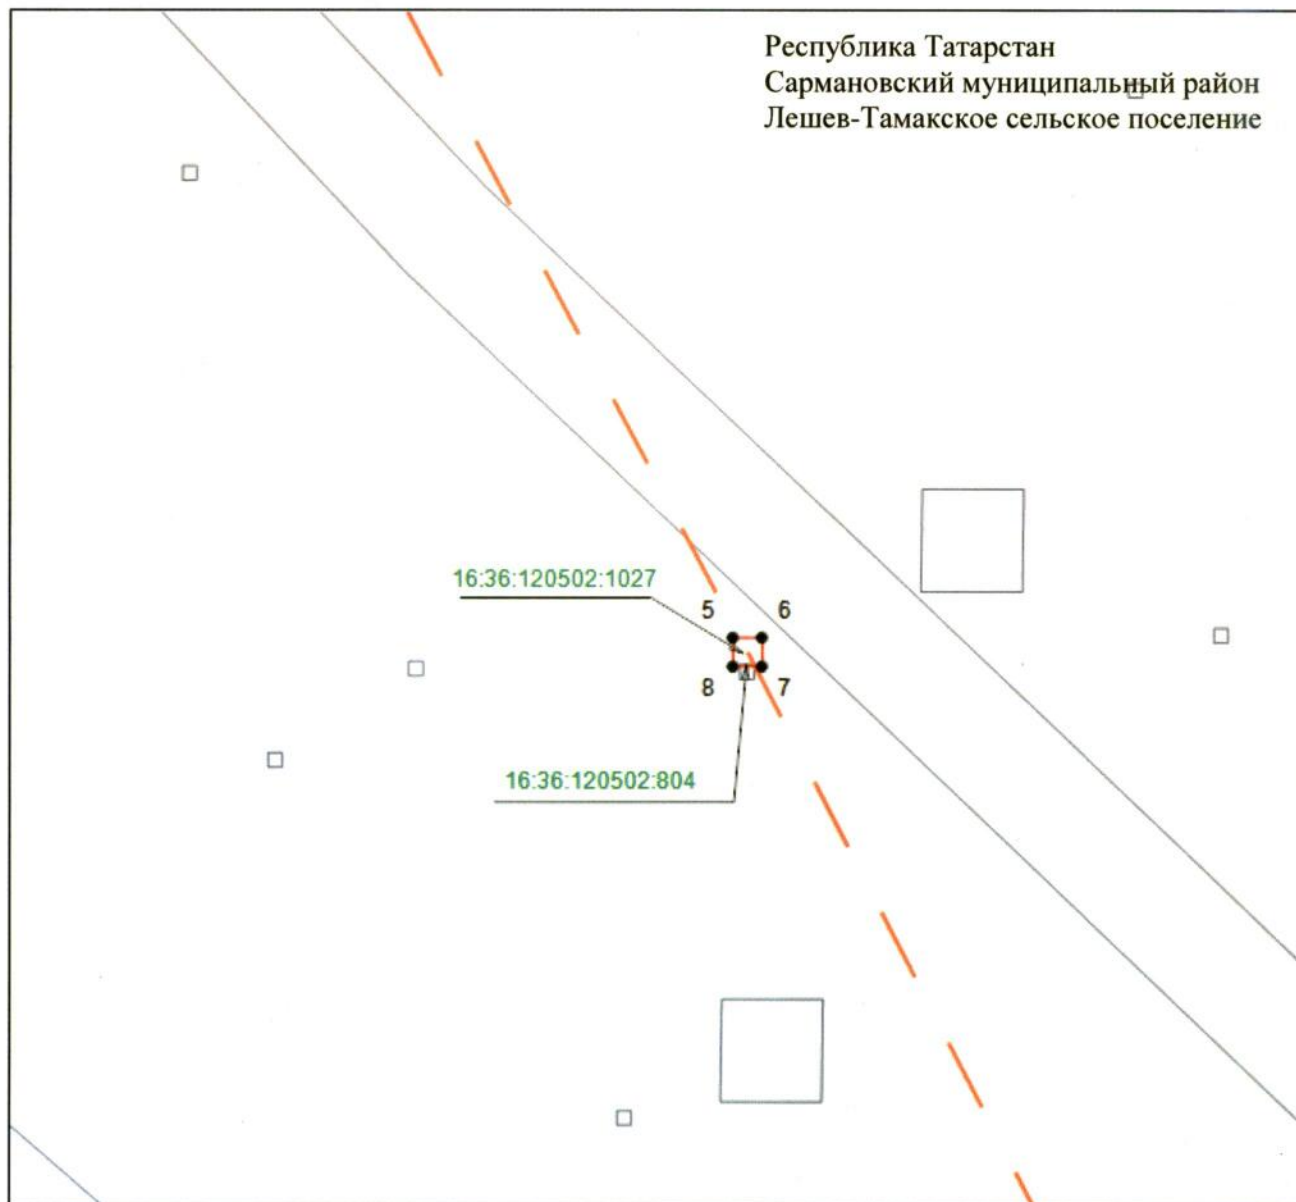 Республика Татарстан
Сармановский муниципальный район
Лешев-Тамакское сельское поселение
16:36:120502:1027
5 6
8 7
16:36:120502:804